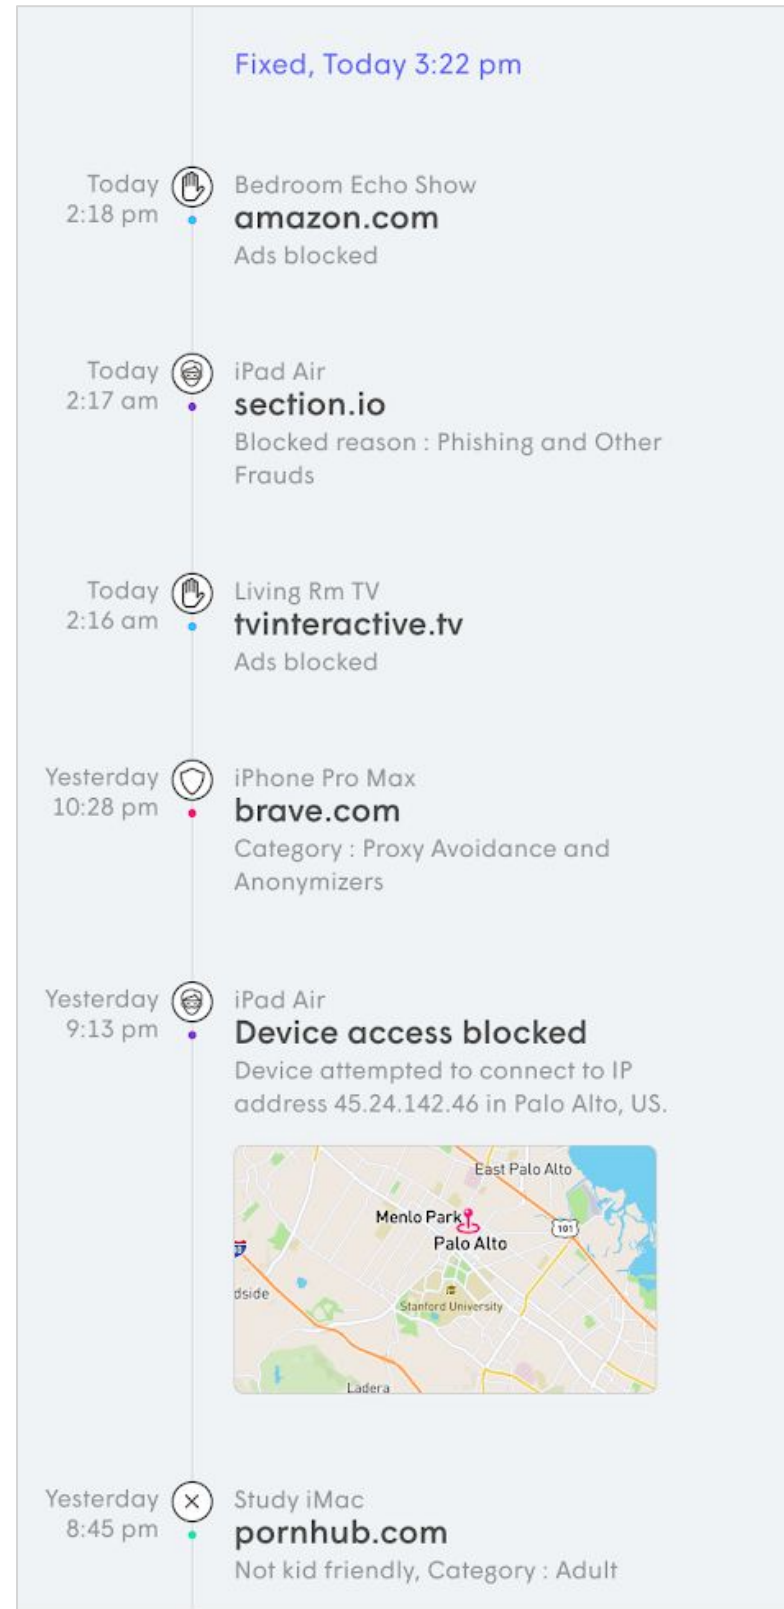 Fixed, Today 3:22 pm
Today
2:18 pm
Bedroom Echo Show
amazon.com
Ads blocked
Today
2:17 am
iPad Air
section.io
Blocked reason : Phishing and Other
Frauds
Today
2:16 am
Living Rm TV
tvinteractive.tv
Ads blocked
Yesterday
10:28 pm
iPhone Pro Max
brave.com
Category : Proxy Avoidance and
Anonymizers
Yesterday
9:13 pm
iPad Air
Device access blocked
Device attempted to connect to IP
address 45.24.142.46 in Palo Alto, US.
East Palo Alto
Menlo Park
101
Palo Alto
dside
Stanford University
Ladera
Yesterday
8:45 pm
Study iMac
pornhub.com
Not kid friendly, Category : Adult